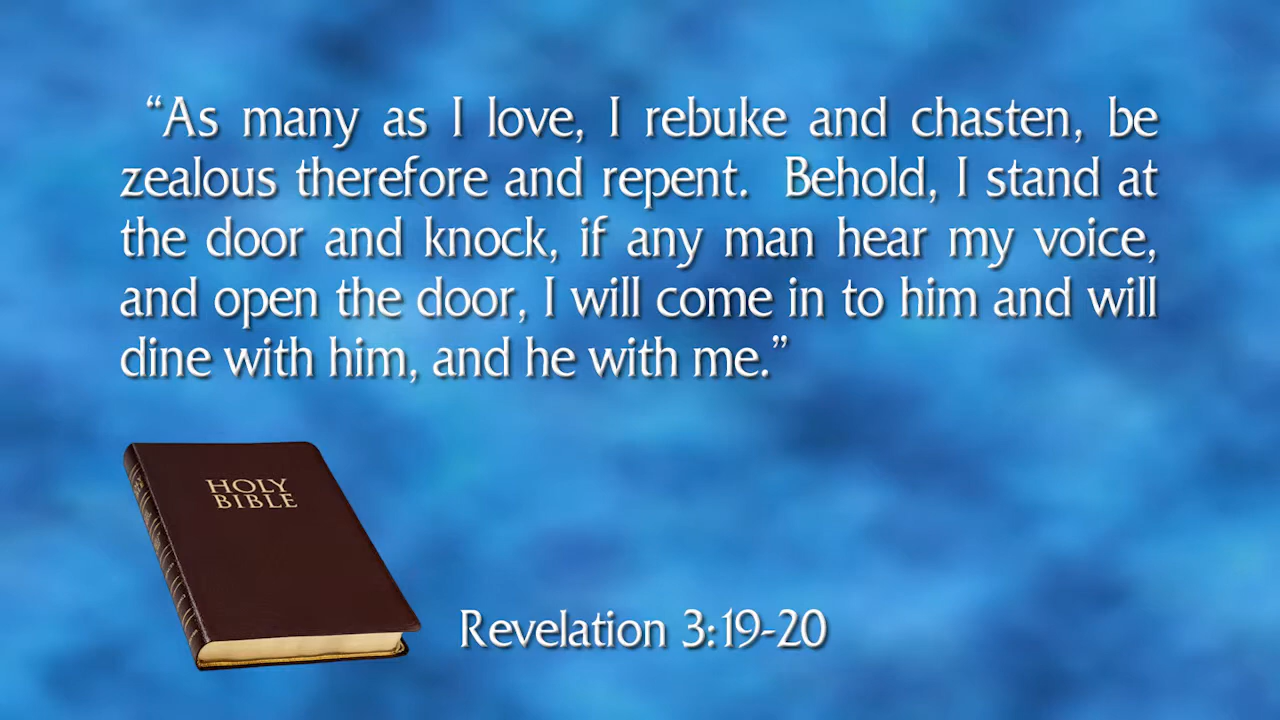 “As many as I love, I rebuke and chasten, be
zealous therefore and repent. Behold, I stand at
the door and knock, if any man hear my voice,
and open the door, I will come in to him and will
dine with him, and he with me.”
HOLY
BIBLE
Revelation 3:19-20